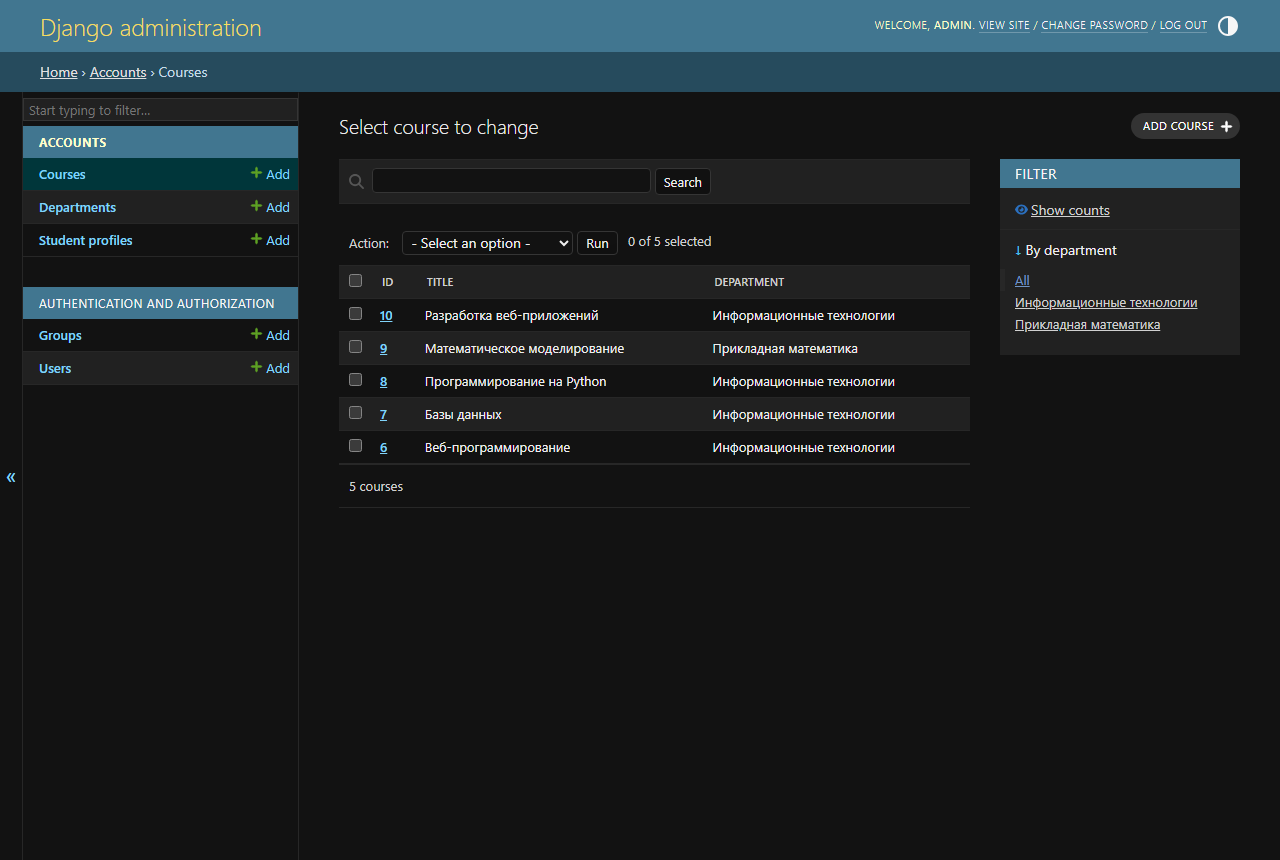 Django administration
WELCOME, ADMIN. VIEW SITE / CHANGE PASSWORD / LOG OUT
Home › Accounts › Courses
Start typing to filter...
ACCOUNTS
Courses + Add
Departments + Add
Student profiles + Add
AUTHENTICATION AND AUTHORIZATION
Groups + Add
Users + Add
«
Select course to change
ADD COURSE +
Search
Action: - Select an option - Run 0 of 5 selected
ID TITLE DEPARTMENT
10 Разработка веб-приложений Информационные технологии
9 Математическое моделирование Прикладная математика
8 Программирование на Python Информационные технологии
7 Базы данных Информационные технологии
6 Веб-программирование Информационные технологии
5 courses
FILTER
Show counts
↓ By department
All
Информационные технологии
Прикладная математика